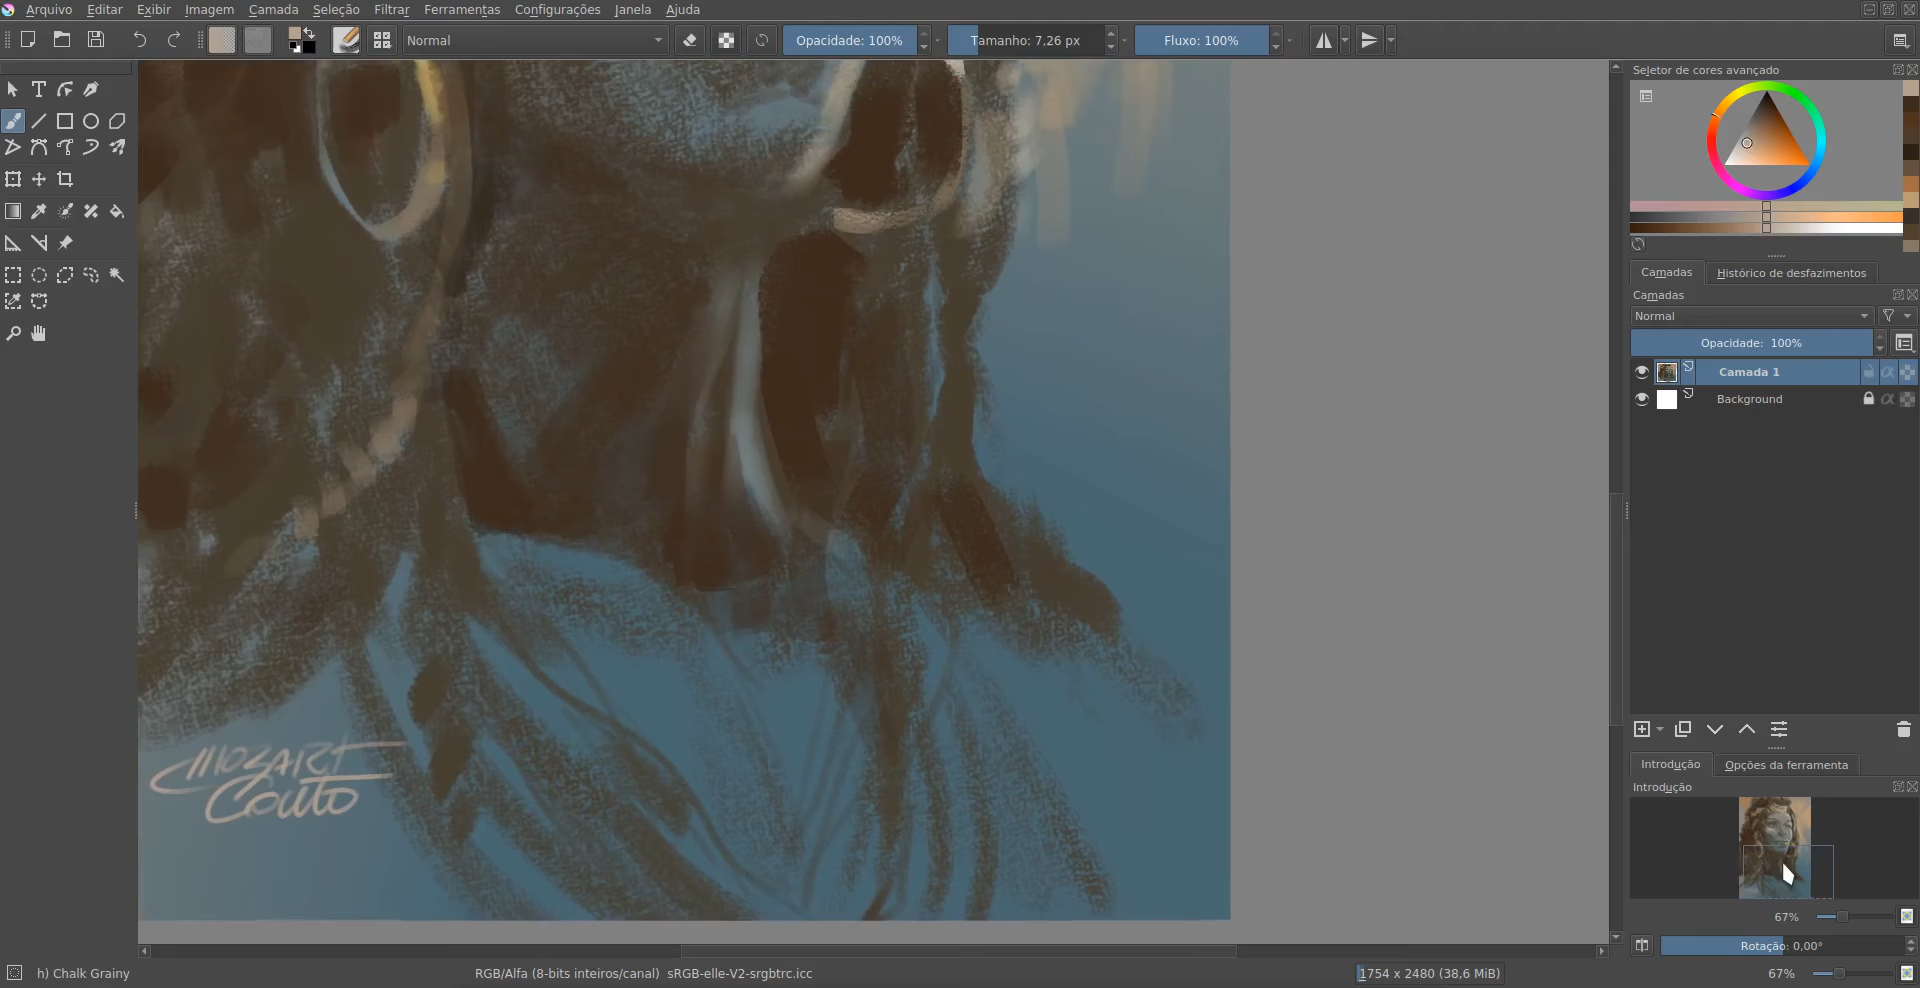 Arquivo Editar Exibir Imagem Camada Seleção Filtrar Ferramentas Configurações Janela Ajuda
Normal Opacidade: 100% Tamanho: 7.26 px Fluxo: 100%
Seletor de cores avançado
Camadas Histórico de desfazimentos
Camadas
Normal
Opacidade: 100%
Camada 1
Background
Introdução Opções da ferramenta
Introdução
67%
Rotação: 0,00°
MOZART
Couto
h) Chalk Grainy RGB/Alfa (8-bits inteiros/canal) sRGB-elle-V2-srgbtrc.icc 1754 x 2480 (38,6 MiB) 67%